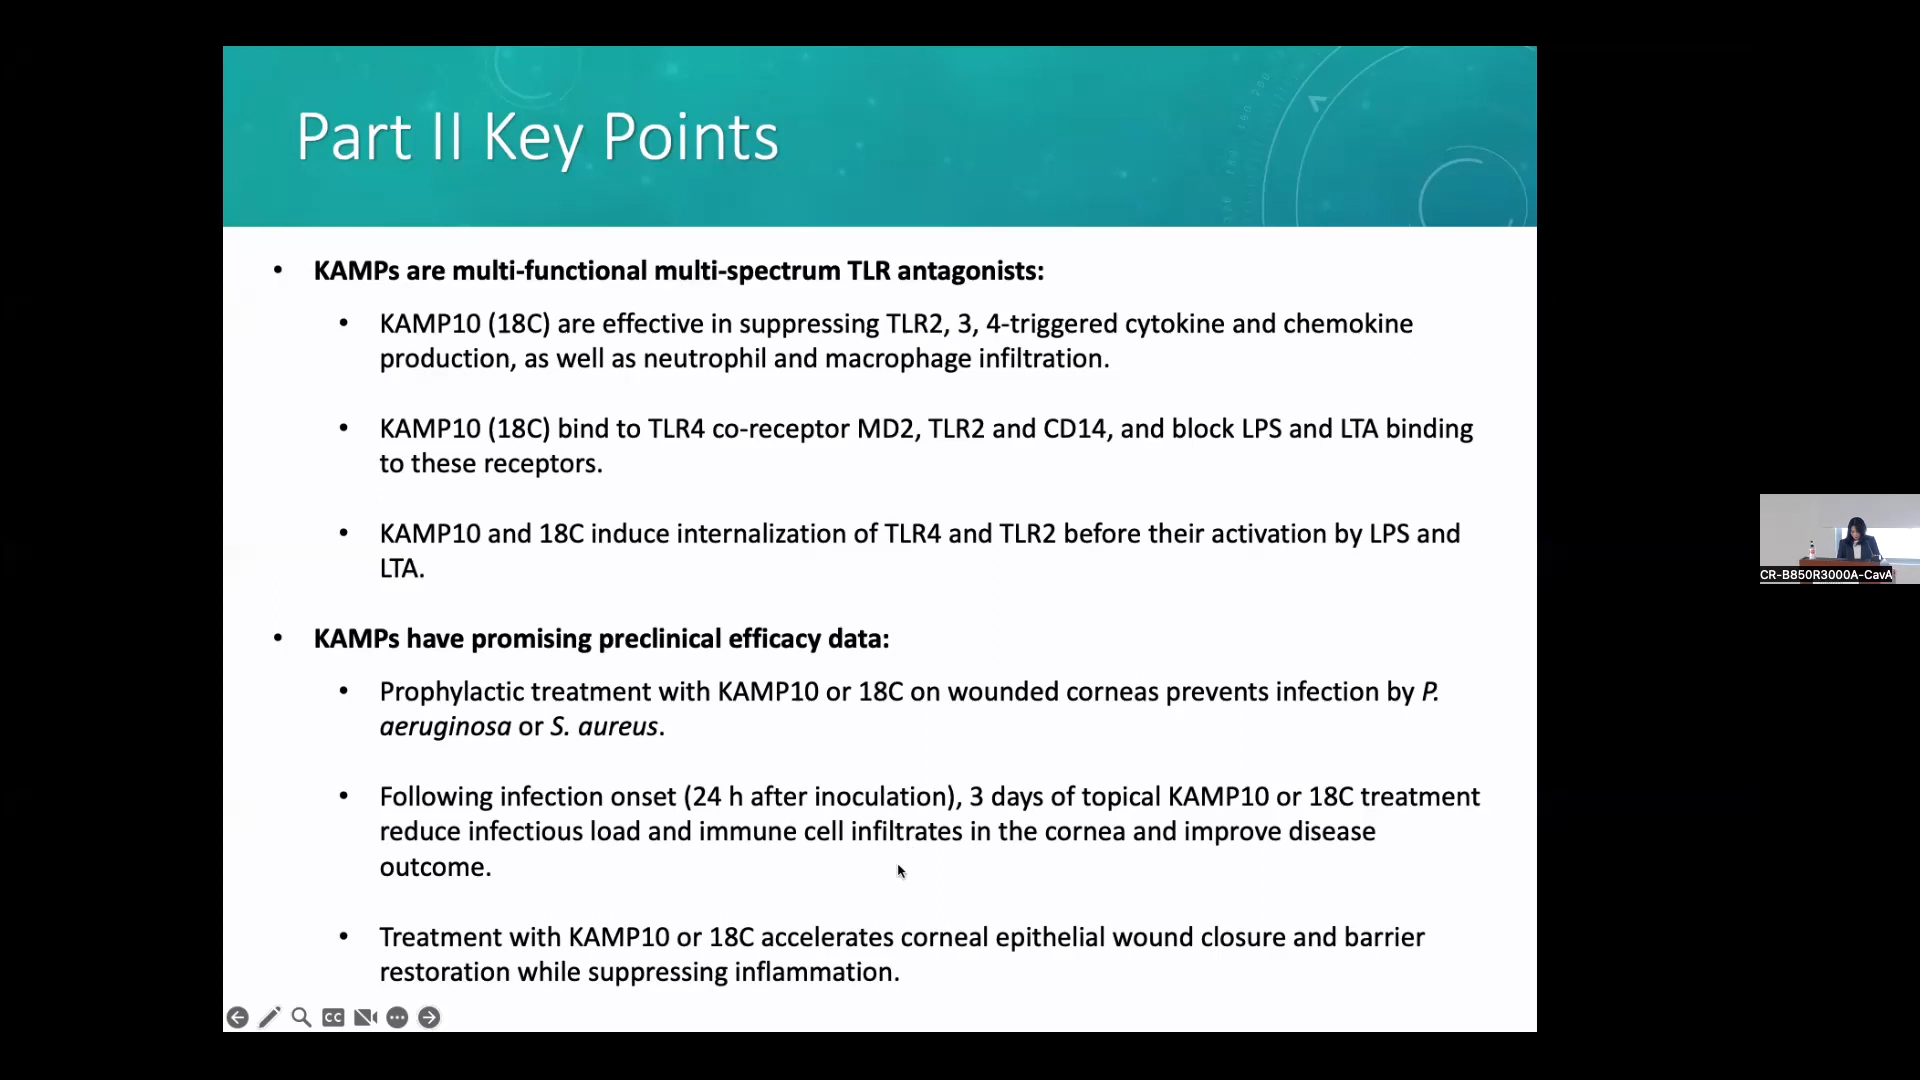 Part II Key Points
• KAMPs are multi-functional multi-spectrum TLR antagonists:
• KAMP10 (18C) are effective in suppressing TLR2, 3, 4-triggered cytokine and chemokine
production, as well as neutrophil and macrophage infiltration.
• KAMP10 (18C) bind to TLR4 co-receptor MD2, TLR2 and CD14, and block LPS and LTA binding
to these receptors.
• KAMP10 and 18C induce internalization of TLR4 and TLR2 before their activation by LPS and
LTA.
• KAMPs have promising preclinical efficacy data:
• Prophylactic treatment with KAMP10 or 18C on wounded corneas prevents infection by P.
aeruginosa or S. aureus.
• Following infection onset (24 h after inoculation), 3 days of topical KAMP10 or 18C treatment
reduce infectious load and immune cell infiltrates in the cornea and improve disease
outcome.
• Treatment with KAMP10 or 18C accelerates corneal epithelial wound closure and barrier
restoration while suppressing inflammation.
CC
CR-B850R3000A-CavA